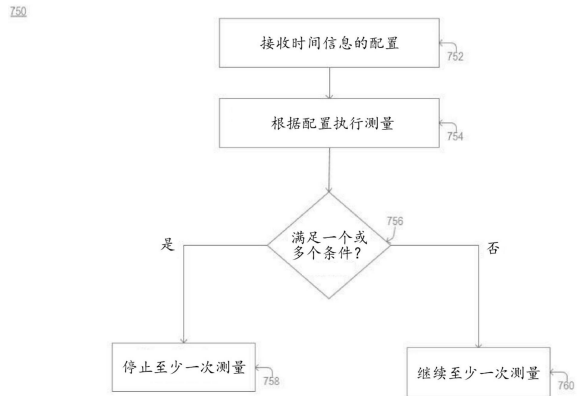 750
接收时间信息的配置
752
根据配置执行测量
754
756
满足一个或
多个条件?
是
否
停止至少一次测量
758
继续至少一次测量
760